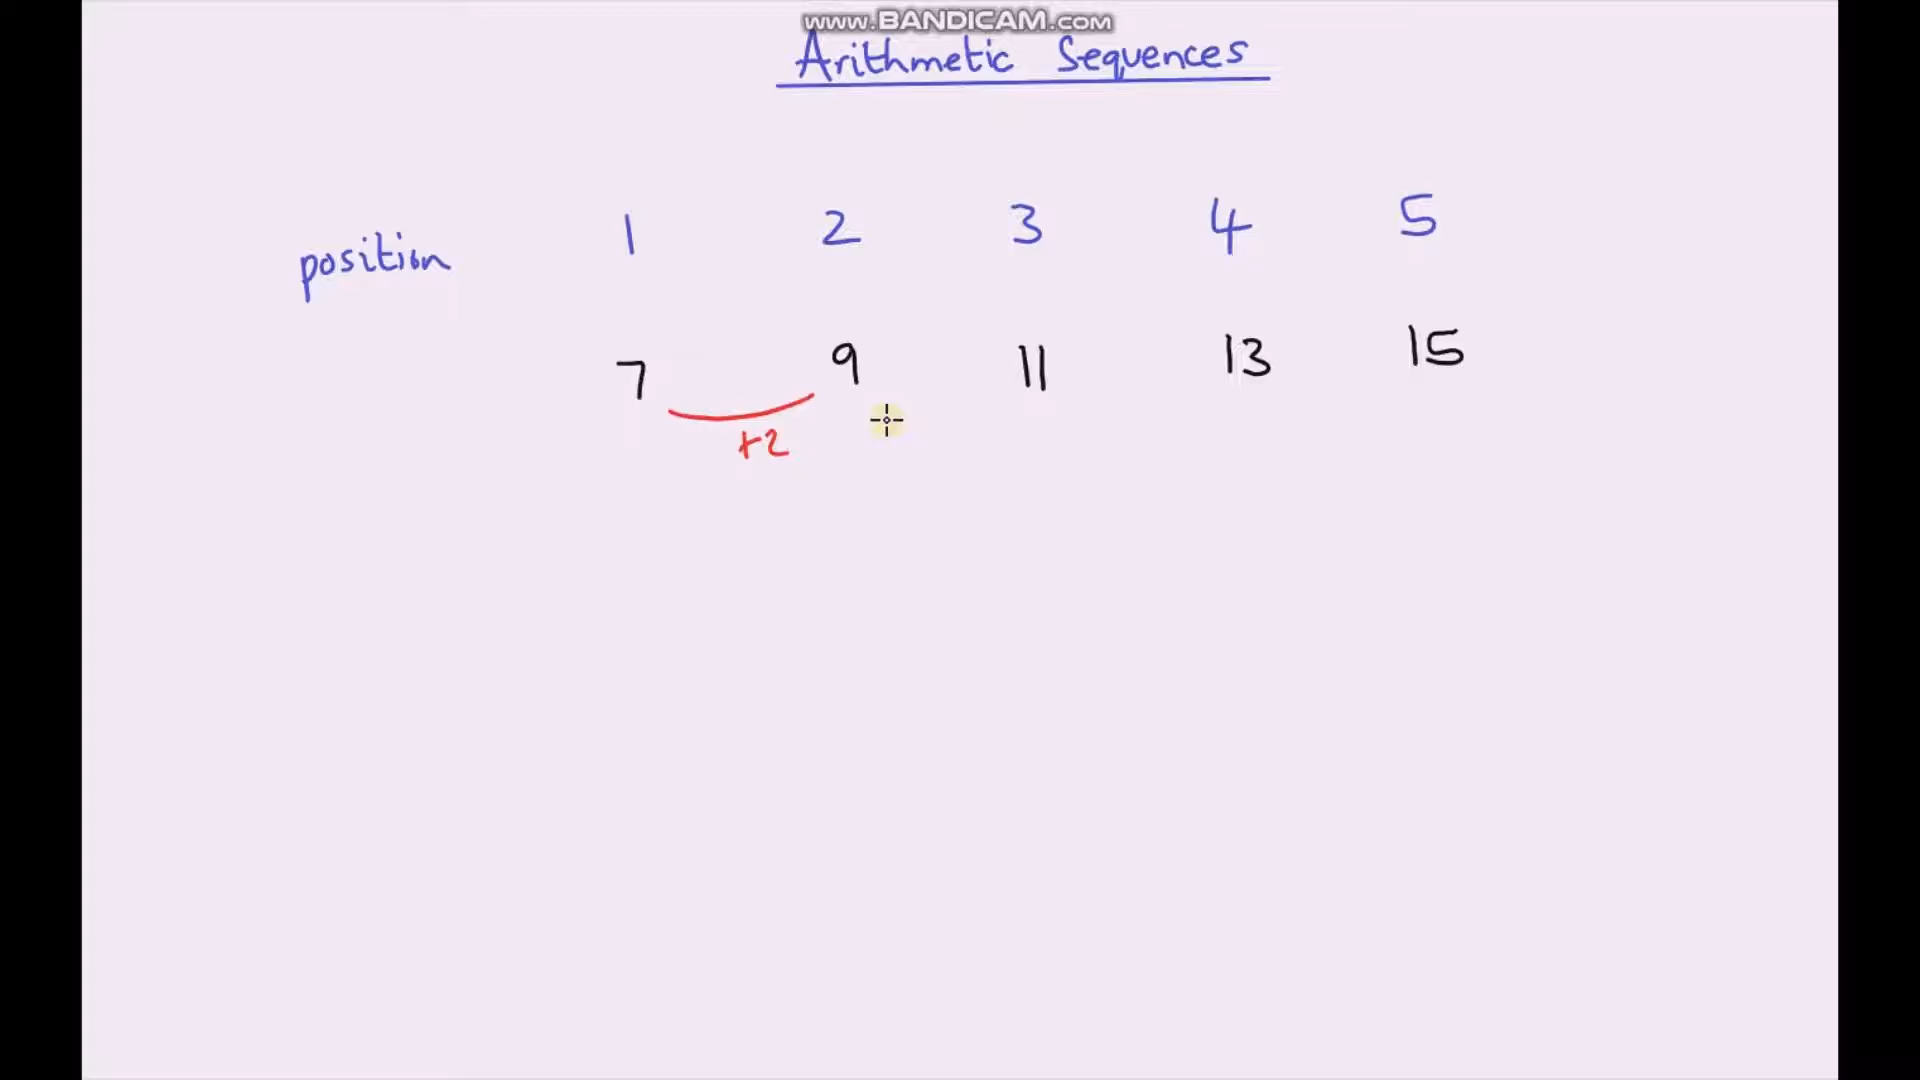 www.BANDICAM.com
Arithmetic Sequences
position 1 2 3 4 5
7 9 11 13 15
+2